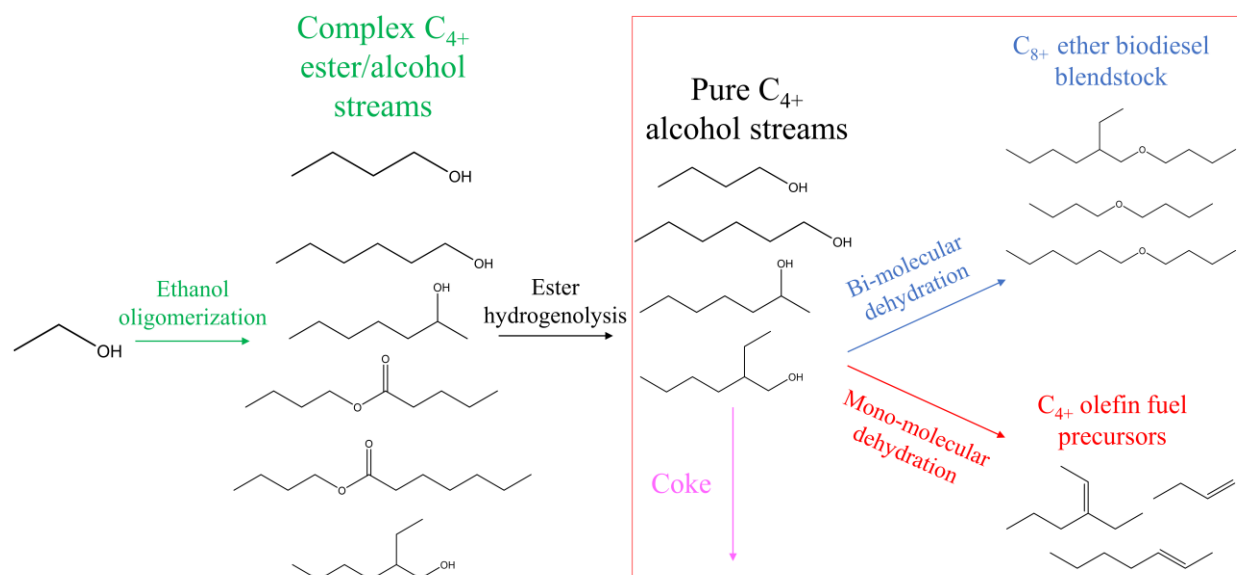 Complex C₄₊
ester/alcohol
streams
OH
OH
OH
O
O
O
O
OH
Ethanol
oligomerization
OH
Ester
hydrogenolysis
Pure C₄₊
alcohol streams
OH
OH
OH
OH
Coke
Bi-molecular
dehydration
Mono-molecular
dehydration
C₈₊ ether biodiesel
blendstock
O
O
O
C₄₊ olefin fuel
precursors